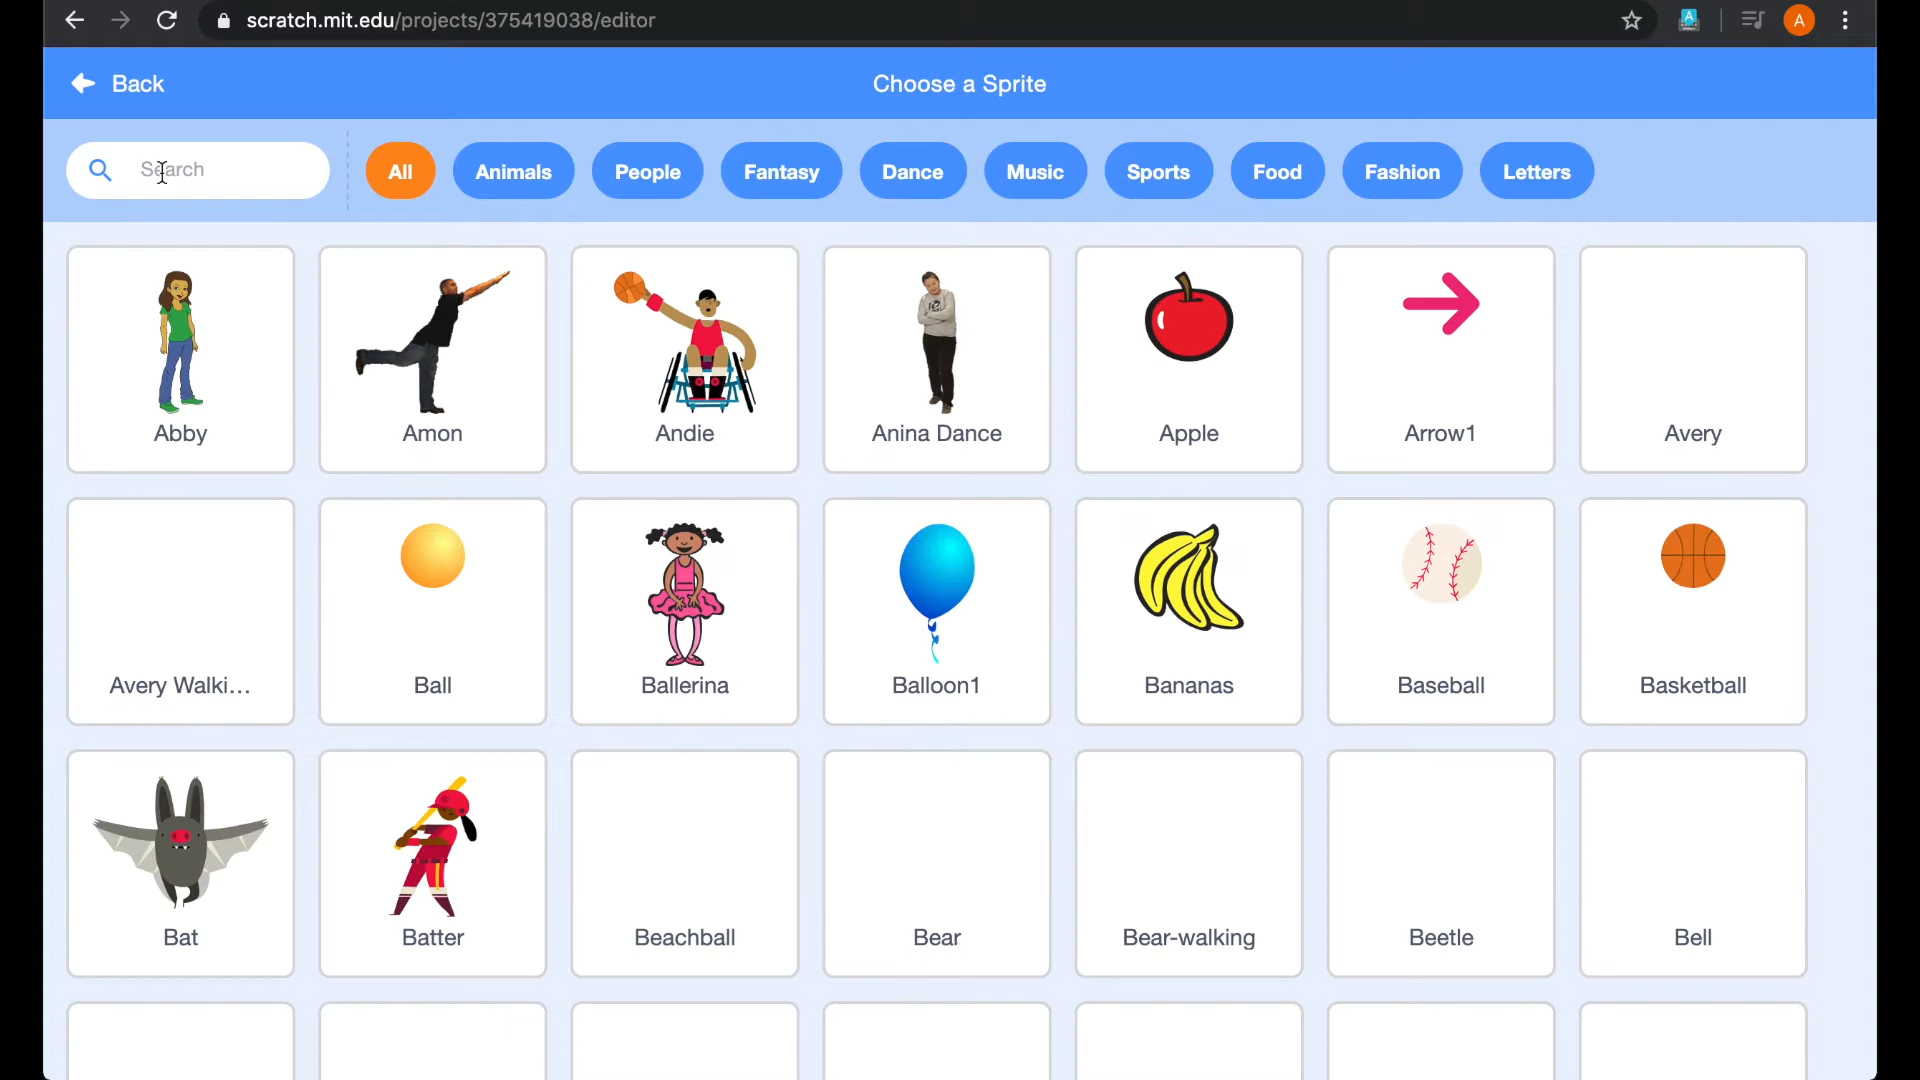 scratch.mit.edu/projects/375419038/editor
A
A
Back
Choose a Sprite
Search
All
Animals
People
Fantasy
Dance
Music
Sports
Food
Fashion
Letters
Abby
Amon
Andie
Anina Dance
Apple
Arrow1
Avery
Avery Walki...
Ball
Ballerina
Balloon1
Bananas
Baseball
Basketball
Bat
Batter
Beachball
Bear
Bear-walking
Beetle
Bell